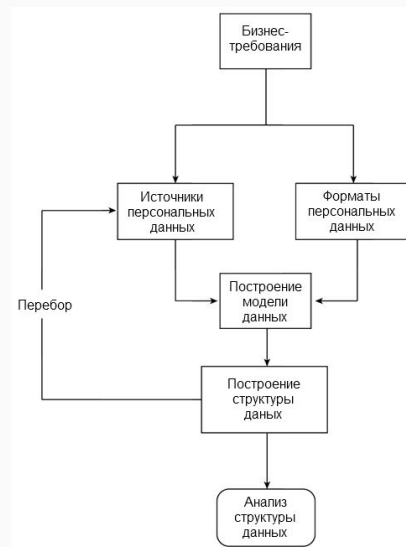 Бизнес-
требования
Источники
персональных
данных
Форматы
персональных
данных
Перебор
Построение
модели
данных
Построение
структуры
даных
Анализ
структуры
данных